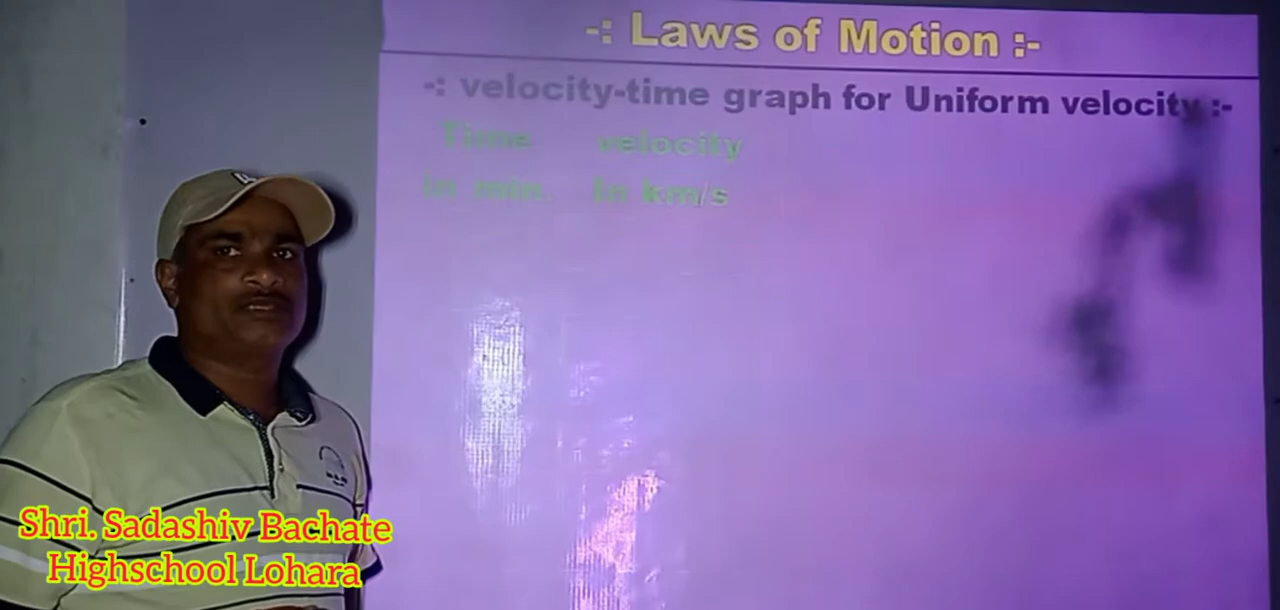 -: Laws of Motion :-
-: velocity-time graph for Uniform velocity :-
Time velocity
in min. In km/s
Shri. Sadashiv Bachate
Highschool Lohara